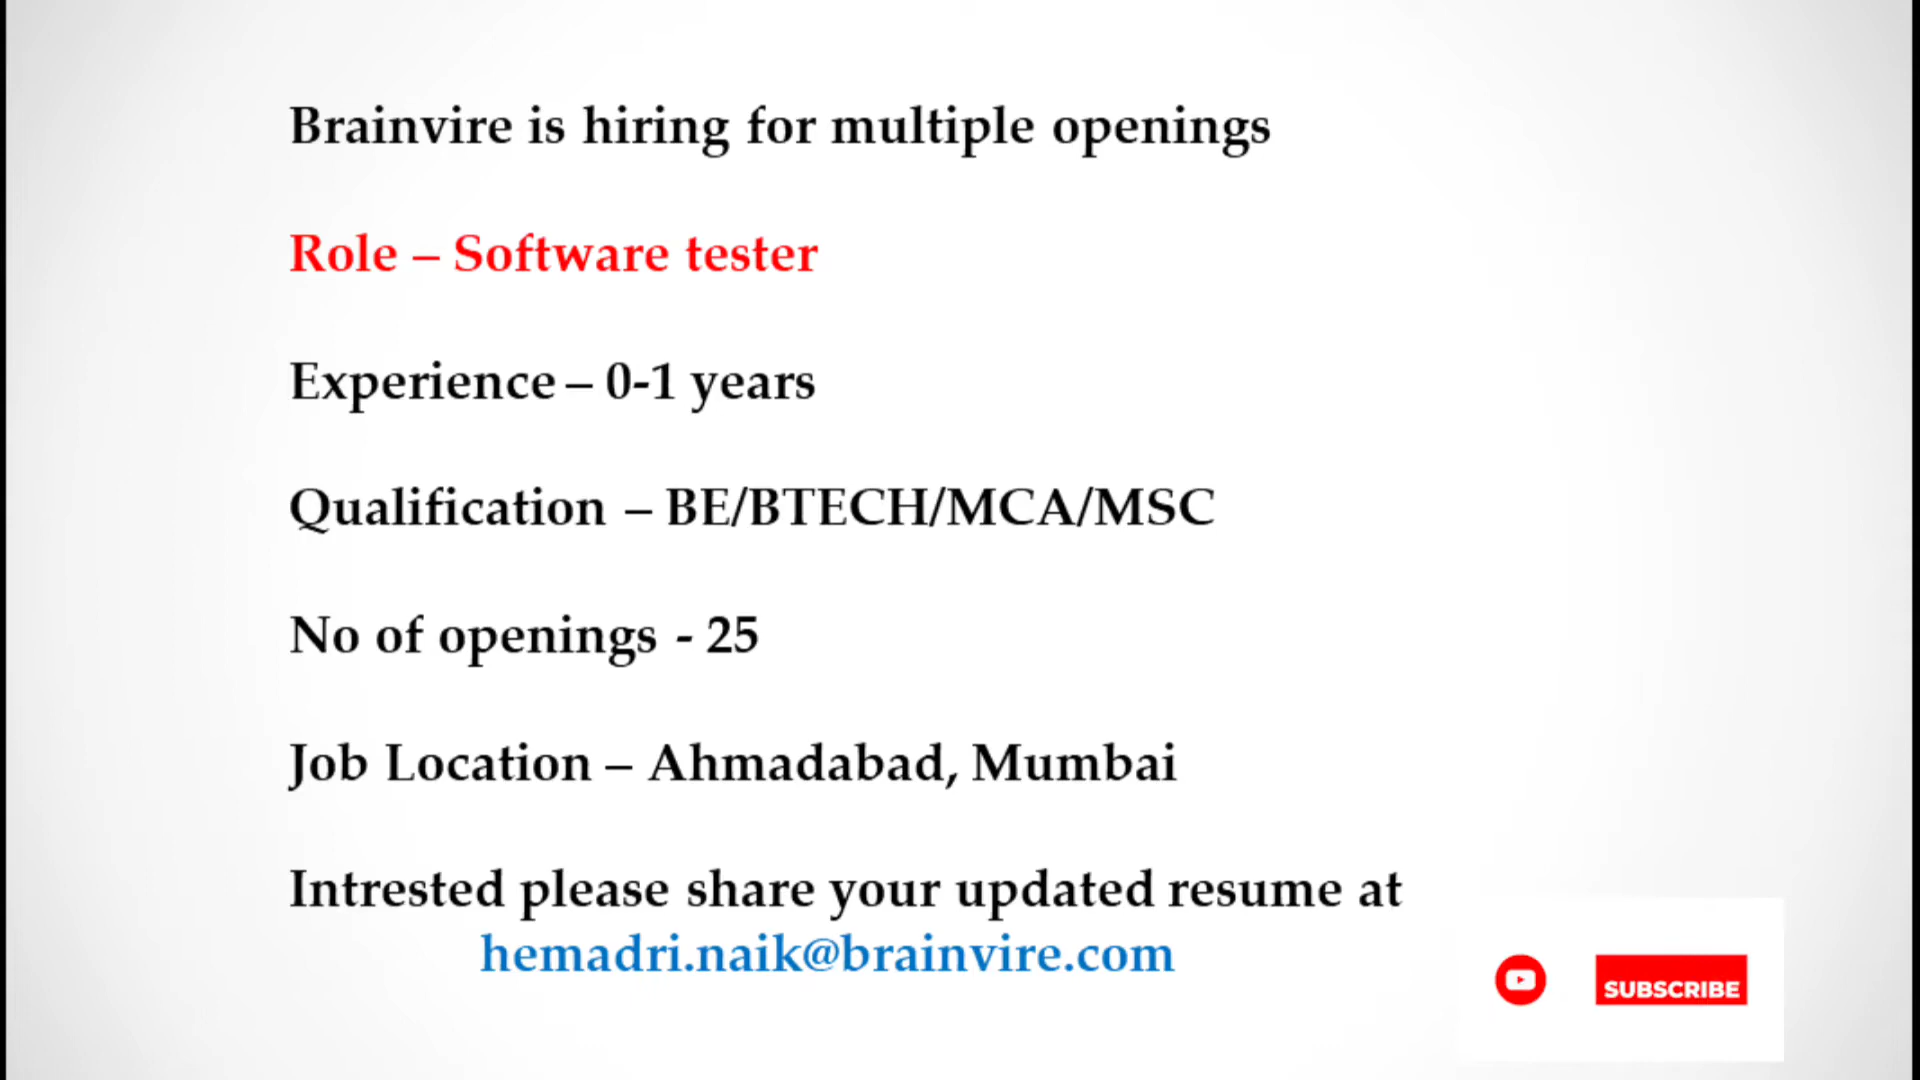 Brainvire is hiring for multiple openings
Role – Software tester
Experience – 0-1 years
Qualification – BE/BTECH/MCA/MSC
No of openings - 25
Job Location – Ahmadabad, Mumbai
Intrested please share your updated resume at
hemadri.naik@brainvire.com
SUBSCRIBE